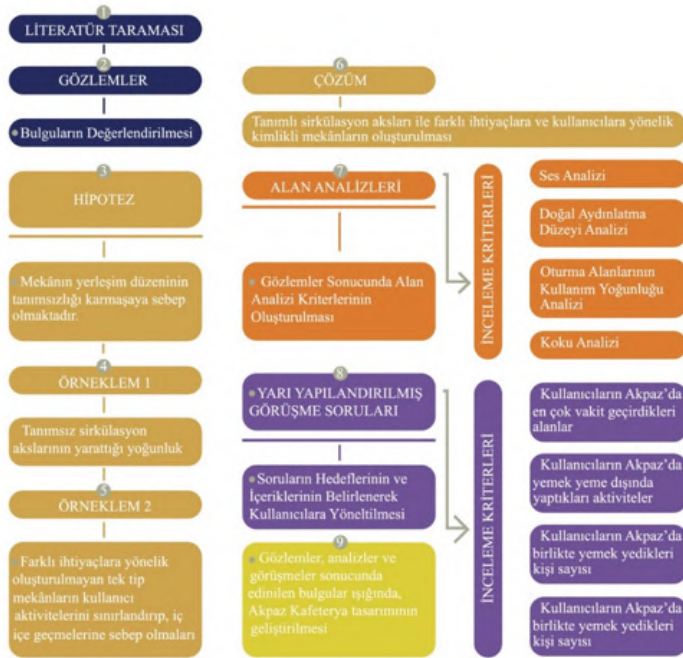 1
LİTERATÜR TARAMASI
2
GÖZLEMLER
Bulguların Değerlendirilmesi
3
HİPOTEZ
Mekânın yerleşim düzeninin
tanımsızlığı karmaşaya sebep
olmaktadır.
4
ÖRNEKLEM 1
Tanımsız sirkülasyon
akslarının yarattığı yoğunluk
5
ÖRNEKLEM 2
Farklı ihtiyaçlara yönelik
oluşturulmayan tek tip
mekânların kullanıcı
aktivitelerini sınırlandırıp, iç
içe geçmelerine sebep olmaları
6
ÇÖZÜM
Tanımlı sirkülasyon aksları ile farklı ihtiyaçlara ve kullanıcılara yönelik
kimlikli mekânların oluşturulması
7
ALAN ANALİZLERİ
Gözlemler Sonucunda Alan
Analizi Kriterlerinin
Oluşturulması
İNCELEME KRİTERLERİ
Ses Analizi
Doğal Aydınlatma
Düzeyi Analizi
Oturma Alanlarının
Kullanım Yoğunluğu
Analizi
Koku Analizi
8
YARI YAPILANDIRILMIŞ
GÖRÜŞME SORULARI
Soruların Hedeflerinin ve
İçeriklerinin Belirlenerek
Kullanıcılara Yöneltilmesi
İNCELEME KRİTERLERİ
Kullanıcıların Akpaz'da
en çok vakit geçirdikleri
alanlar
Kullanıcıların Akpaz'da
yemek yeme dışında
yaptıkları aktiviteler
Kullanıcıların Akpaz'da
birlikte yemek yedikleri
kişi sayısı
Kullanıcıların Akpaz'da
birlikte yemek yedikleri
kişi sayısı
9
Gözlemler, analizler ve
görüşmeler sonucunda
edinilen bulgular ışığında,
Akpaz Kafeterya tasarımının
geliştirilmesi